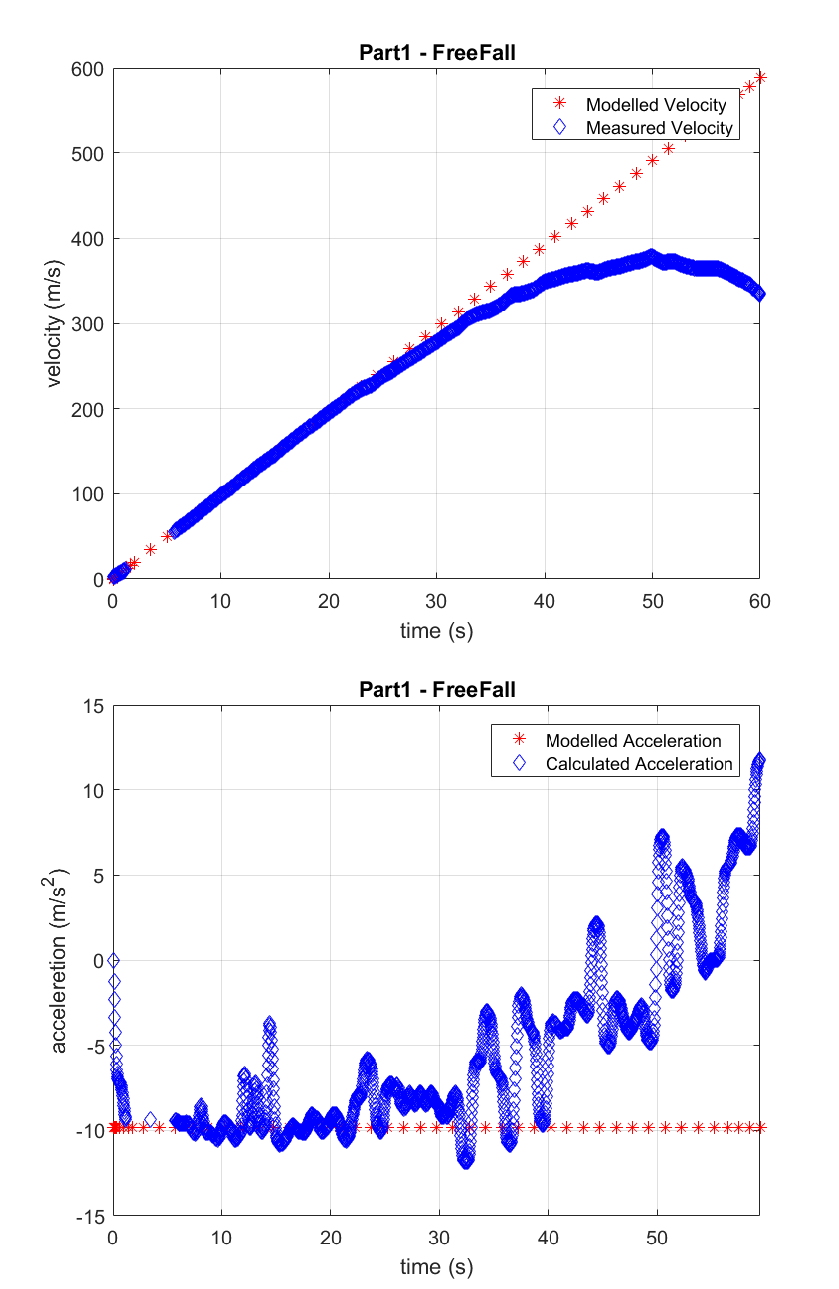 Part1 - FreeFall
600
500
400
300
200
100
0
velocity (m/s)
Modelled Velocity
Measured Velocity
0 10 20 30 40 50 60
time (s)
Part1 - FreeFall
15
10
5
0
-5
-10
-15
acceleretion (m/s2)
Modelled Acceleration
Calculated Acceleration
0 10 20 30 40 50
time (s)